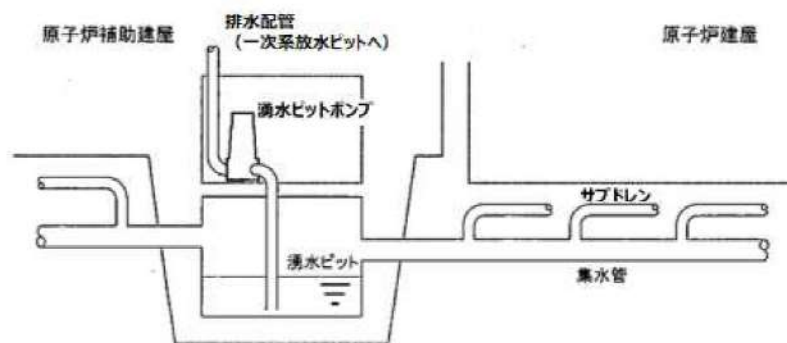 排水配管
（一次系放水ピットへ）
原子炉補助建屋
原子炉建屋
湧水ピットポンプ
サブドレン
湧水ピット
集水管